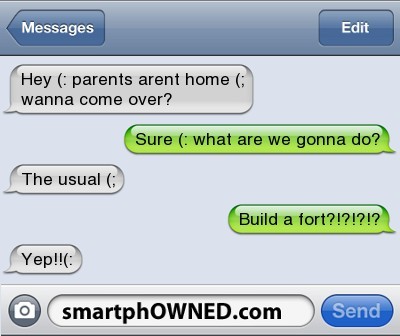 Messages
Edit
Hey (: parents arent home (;
wanna come over?
Sure (: what are we gonna do?
The usual (;
Build a fort?!?!?!?
Yep!!(:
smartphOWNED.com
Send